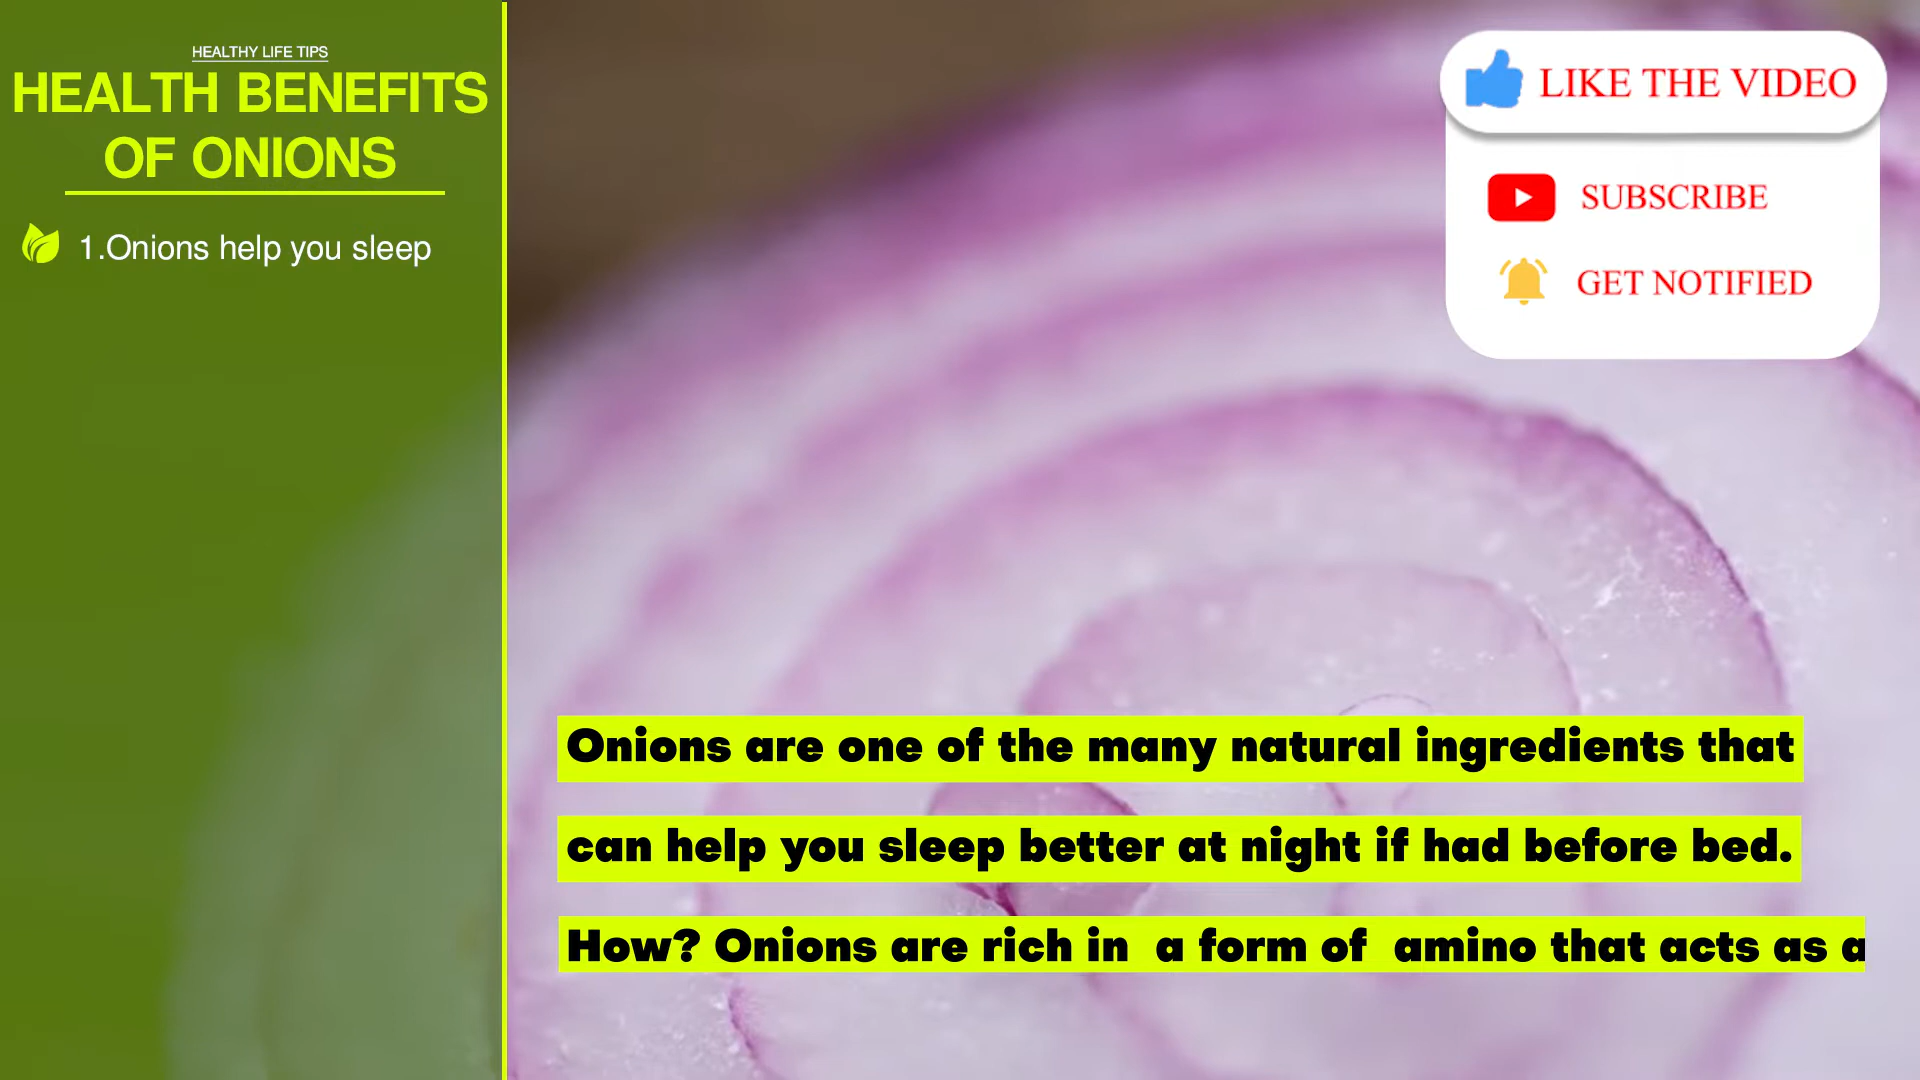 HEALTHY LIFE TIPS
HEALTH BENEFITS
OF ONIONS
1.Onions help you sleep
LIKE THE VIDEO
SUBSCRIBE
GET NOTIFIED
Onions are one of the many natural ingredients that
can help you sleep better at night if had before bed.
How? Onions are rich in  a form of  amino that acts as a